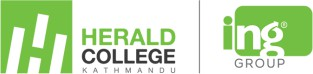 HERALD
COLLEGE
KATHMANDU
ing®
GROUP